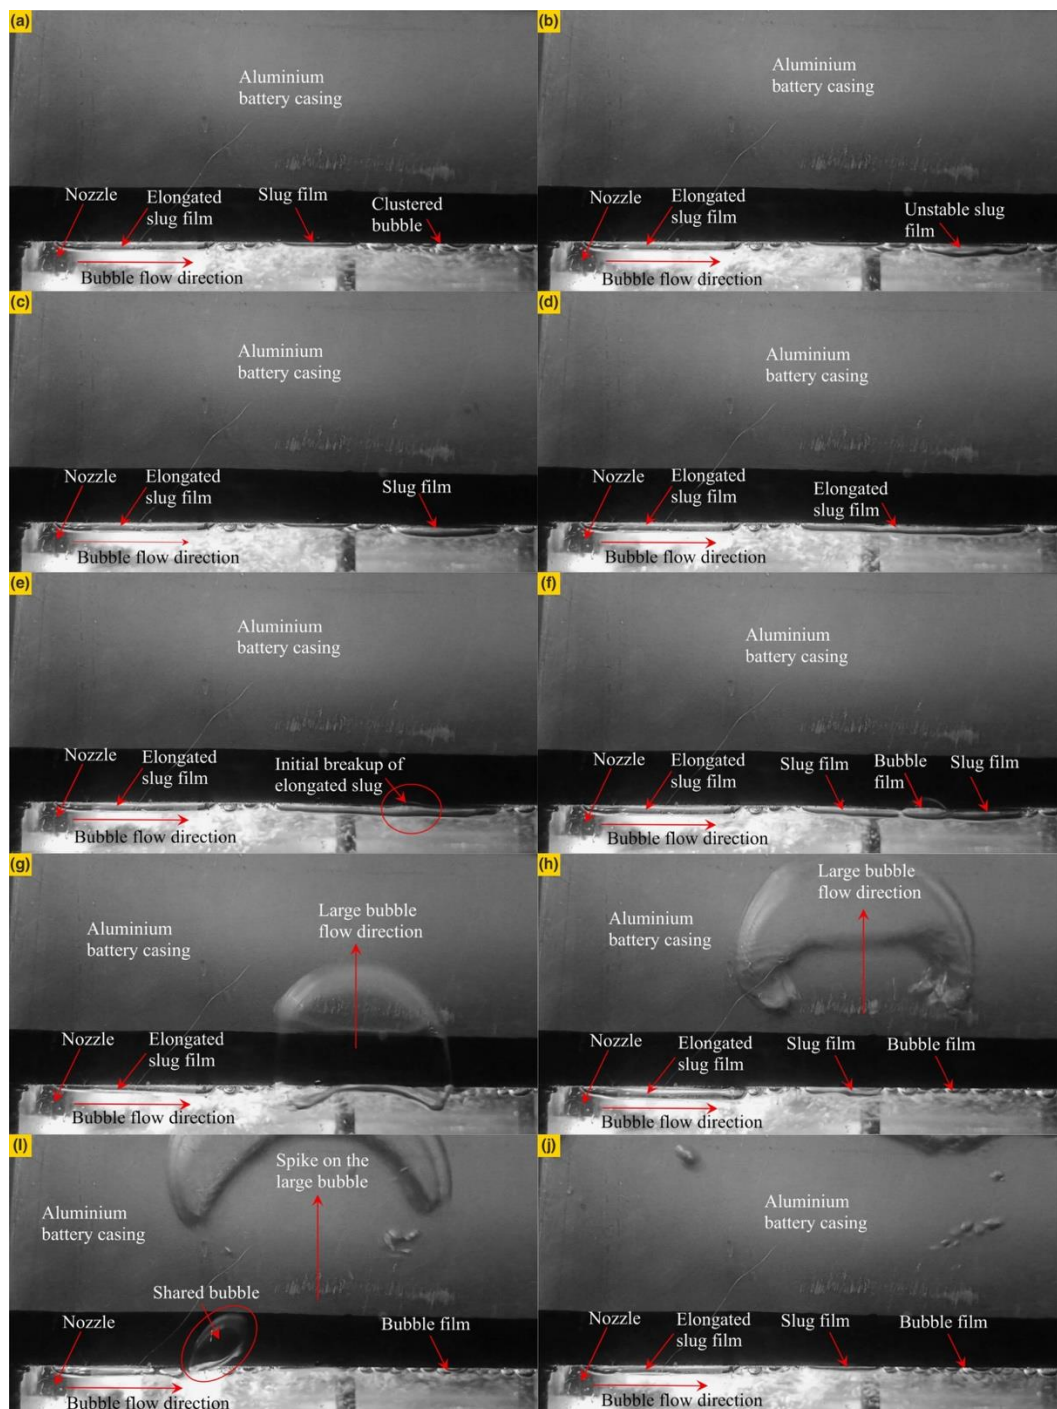 (a)
Aluminium
battery casing
Nozzle
Elongated
slug film
Slug film
Clustered
bubble
Bubble flow direction
(b)
Aluminium
battery casing
Nozzle
Elongated
slug film
Unstable slug
film
Bubble flow direction
(c)
Aluminium
battery casing
Nozzle
Elongated
slug film
Slug film
Bubble flow direction
(d)
Aluminium
battery casing
Nozzle
Elongated
slug film
Elongated
slug film
Bubble flow direction
(e)
Aluminium
battery casing
Nozzle
Elongated
slug film
Initial breakup of
elongated slug
Bubble flow direction
(f)
Aluminium
battery casing
Nozzle
Elongated
slug film
Slug film
Bubble
film
Slug film
Bubble flow direction
(g)
Large bubble
flow direction
Aluminium
battery casing
Nozzle
Elongated
slug film
Bubble flow direction
(h)
Large bubble
flow direction
Aluminium
battery casing
Nozzle
Elongated
slug film
Slug film
Bubble film
Bubble flow direction
(I)
Spike on the
large bubble
Aluminium
battery casing
Shared bubble
Nozzle
Bubble film
Bubble flow direction
(j)
Aluminium
battery casing
Nozzle
Elongated
slug film
Slug film
Bubble film
Bubble flow direction